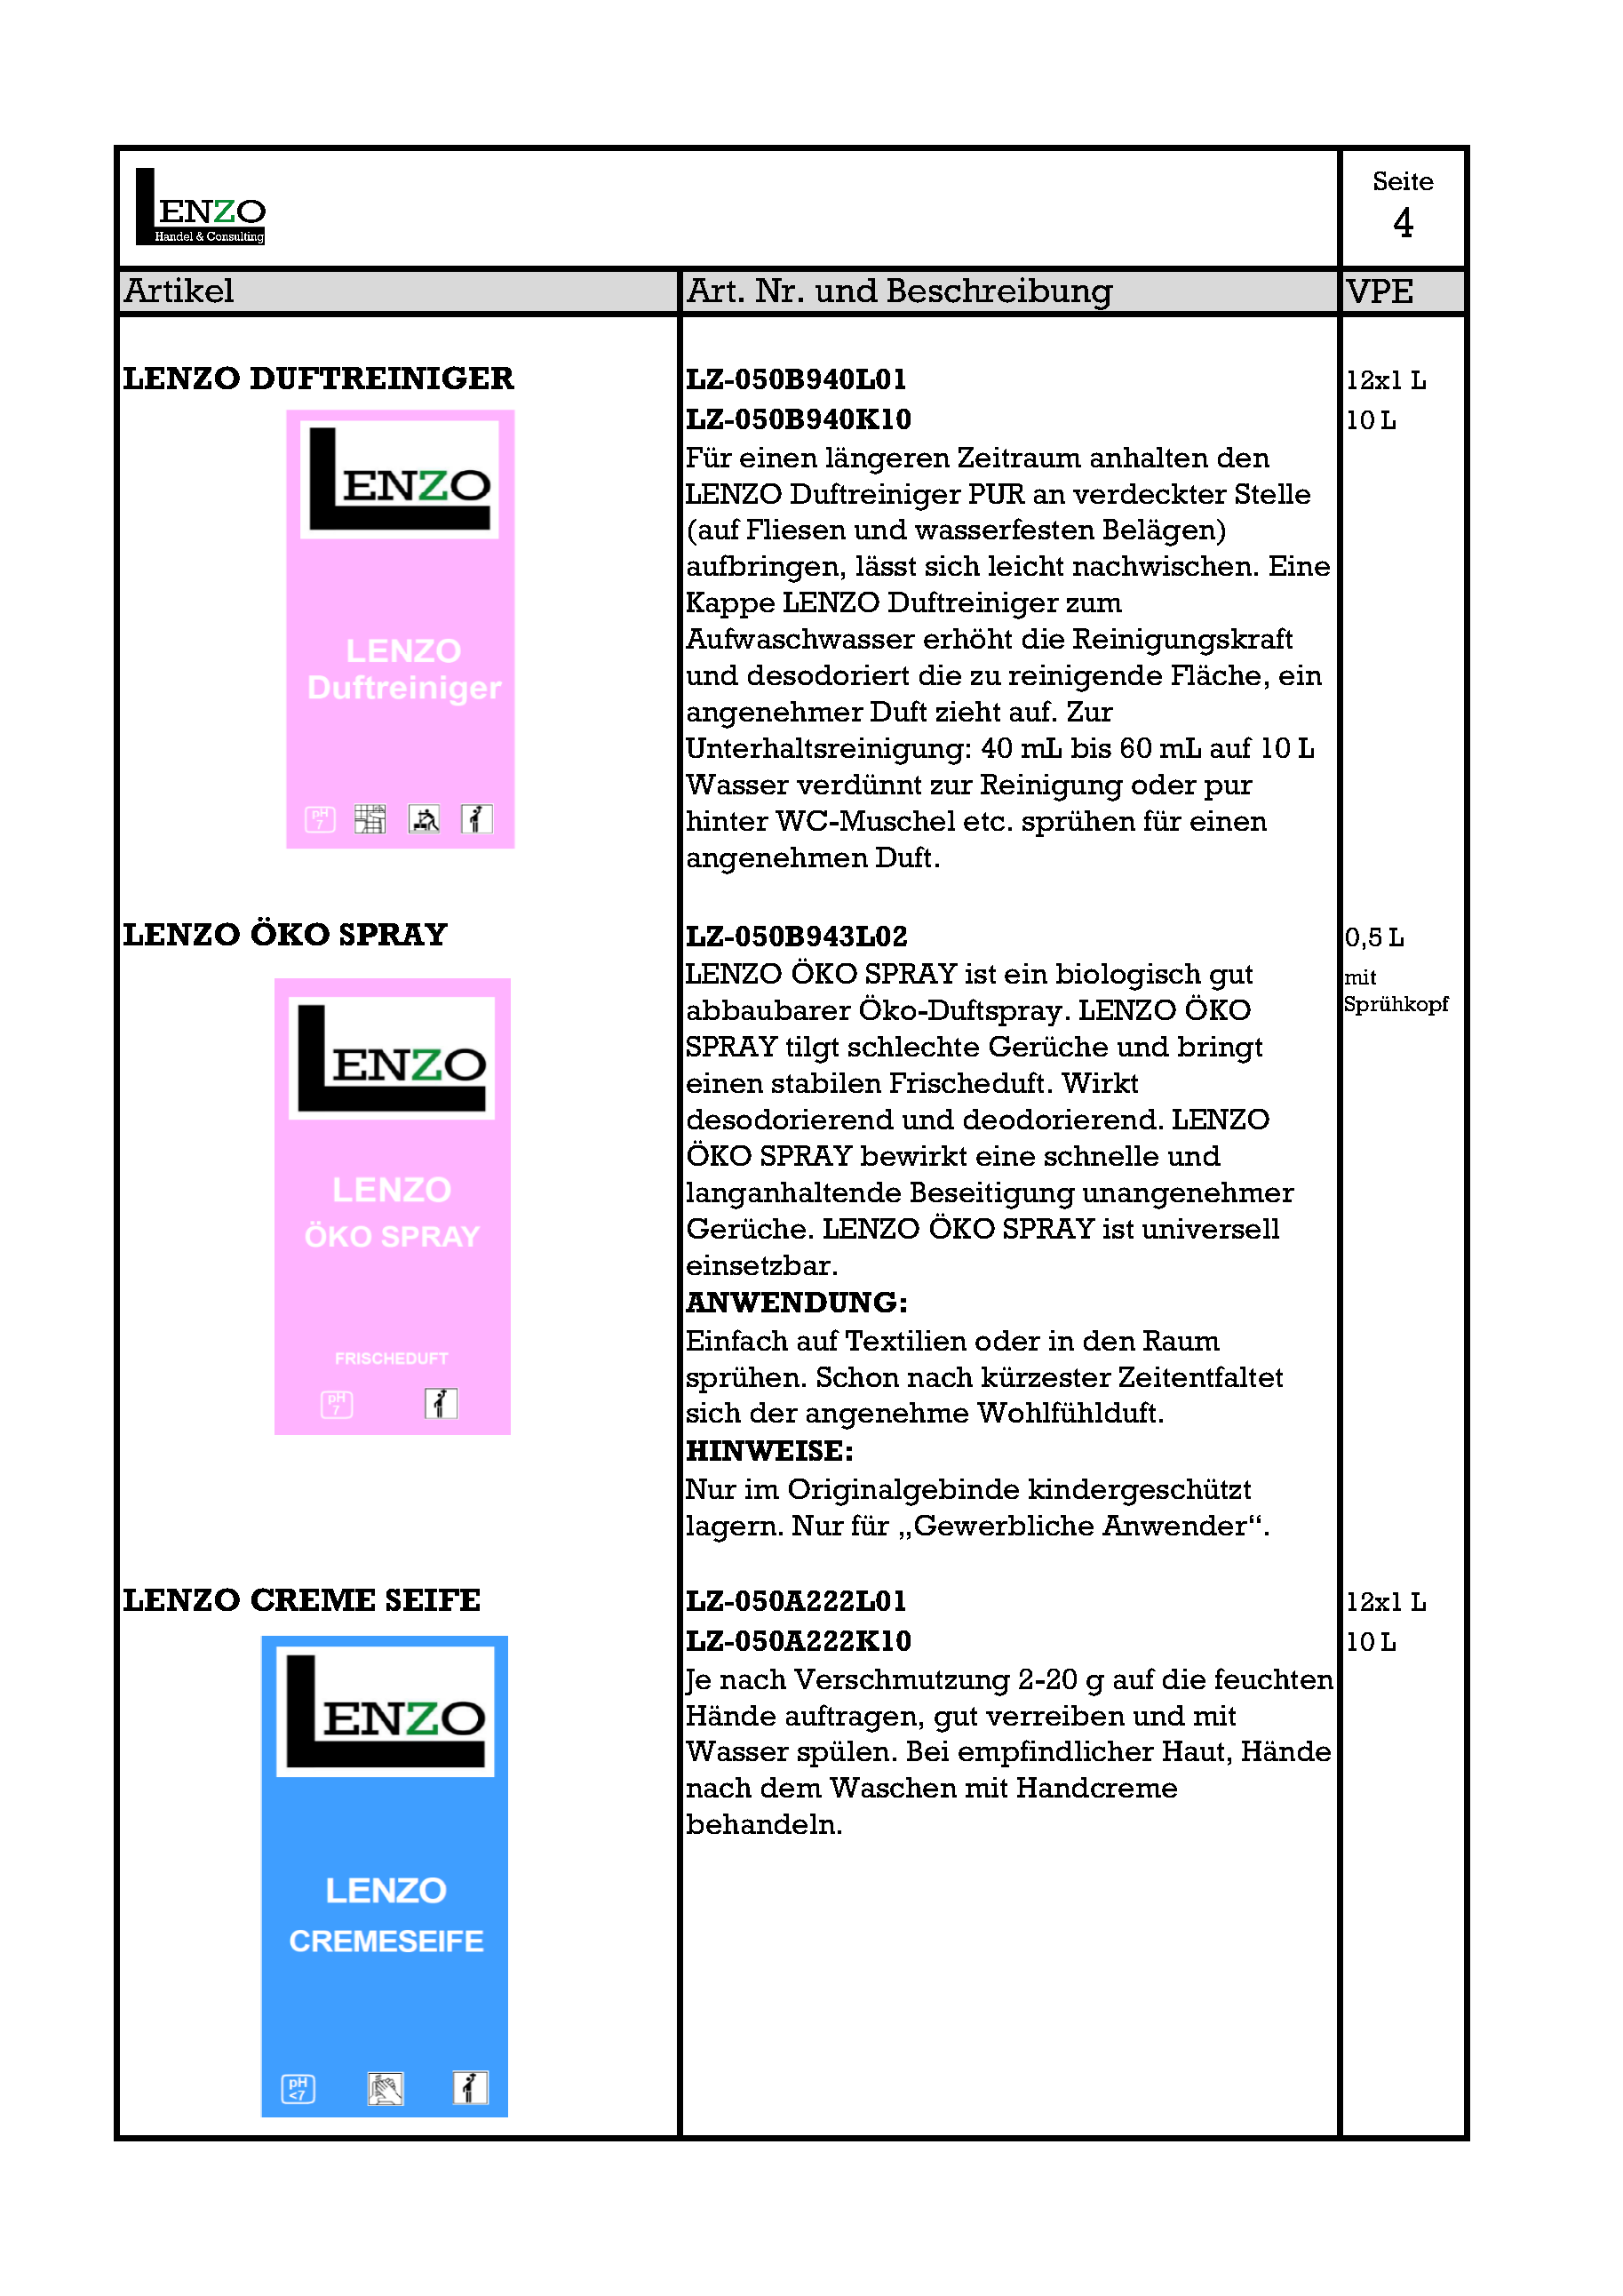 LENZO
Handel & Consulting
Seite
4
Artikel
Art. Nr. und Beschreibung
VPE
LENZO DUFTREINIGER
LENZO
LENZO
Duftreiniger
pH
7
LZ-050B940L01
12x1 L
LZ-050B940K10
10 L
Für einen längeren Zeitraum anhalten den
LENZO Duftreiniger PUR an verdeckter Stelle
(auf Fliesen und wasserfesten Belägen)
aufbringen, lässt sich leicht nachwischen. Eine
Kappe LENZO Duftreiniger zum
Aufwaschwasser erhöht die Reinigungskraft
und desodoriert die zu reinigende Fläche, ein
angenehmer Duft zieht auf. Zur
Unterhaltsreinigung: 40 mL bis 60 mL auf 10 L
Wasser verdünnt zur Reinigung oder pur
hinter WC-Muschel etc. sprühen für einen
angenehmen Duft.
LENZO ÖKO SPRAY
LENZO
LENZO
ÖKO SPRAY
FRISCHEDUFT
pH
7
LZ-050B943L02
0,5 L
mit
Sprühkopf
LENZO ÖKO SPRAY ist ein biologisch gut
abbaubarer Öko-Duftspray. LENZO ÖKO
SPRAY tilgt schlechte Gerüche und bringt
einen stabilen Frischeduft. Wirkt
desodorierend und deodorierend. LENZO
ÖKO SPRAY bewirkt eine schnelle und
langanhaltende Beseitigung unangenehmer
Gerüche. LENZO ÖKO SPRAY ist universell
einsetzbar.
ANWENDUNG:
Einfach auf Textilien oder in den Raum
sprühen. Schon nach kürzester Zeitentfaltet
sich der angenehme Wohlfühlduft.
HINWEISE:
Nur im Originalgebinde kindergeschützt
lagern. Nur für „Gewerbliche Anwender“.
LENZO CREME SEIFE
LENZO
LENZO
CREMESEIFE
pH
<7
LZ-050A222L01
12x1 L
LZ-050A222K10
10 L
Je nach Verschmutzung 2-20 g auf die feuchten
Hände auftragen, gut verreiben und mit
Wasser spülen. Bei empfindlicher Haut, Hände
nach dem Waschen mit Handcreme
behandeln.